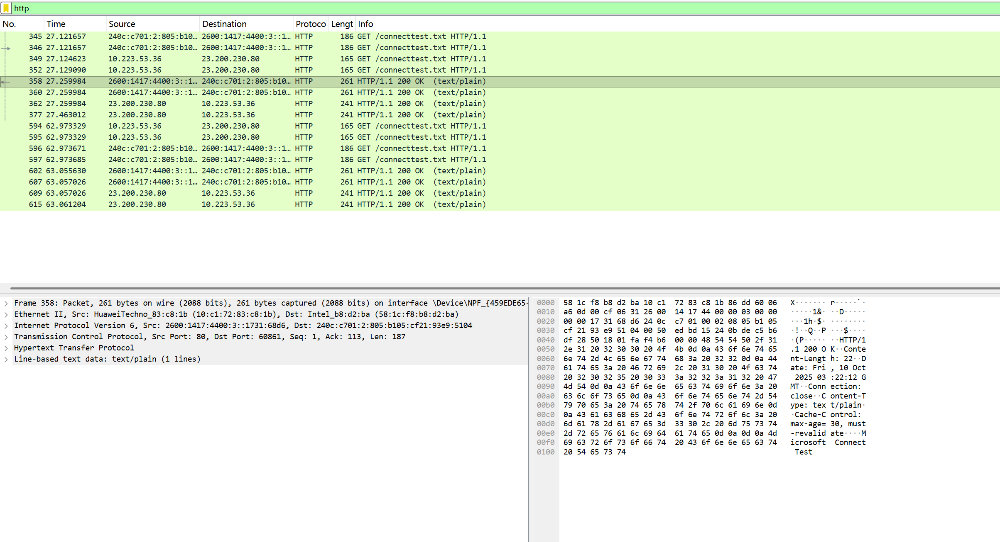 http
No. Time Source Destination Protoco Lengt Info
345 27.121657 240c:c701:2:805:b10… 2600:1417:4400:3::1… HTTP 186 GET /connecttest.txt HTTP/1.1
346 27.121657 240c:c701:2:805:b10… 2600:1417:4400:3::1… HTTP 186 GET /connecttest.txt HTTP/1.1
349 27.124623 10.223.53.36 23.200.230.80 HTTP 165 GET /connecttest.txt HTTP/1.1
352 27.129090 10.223.53.36 23.200.230.80 HTTP 165 GET /connecttest.txt HTTP/1.1
358 27.259984 2600:1417:4400:3::1… 240c:c701:2:805:b10… HTTP 261 HTTP/1.1 200 OK (text/plain)
360 27.259984 2600:1417:4400:3::1… 240c:c701:2:805:b10… HTTP 261 HTTP/1.1 200 OK (text/plain)
362 27.259984 23.200.230.80 10.223.53.36 HTTP 241 HTTP/1.1 200 OK (text/plain)
377 27.463012 23.200.230.80 10.223.53.36 HTTP 241 HTTP/1.1 200 OK (text/plain)
594 62.973329 10.223.53.36 23.200.230.80 HTTP 165 GET /connecttest.txt HTTP/1.1
595 62.973329 10.223.53.36 23.200.230.80 HTTP 165 GET /connecttest.txt HTTP/1.1
596 62.973671 240c:c701:2:805:b10… 2600:1417:4400:3::1… HTTP 186 GET /connecttest.txt HTTP/1.1
597 62.973685 240c:c701:2:805:b10… 2600:1417:4400:3::1… HTTP 186 GET /connecttest.txt HTTP/1.1
602 63.055630 2600:1417:4400:3::1… 240c:c701:2:805:b10… HTTP 261 HTTP/1.1 200 OK (text/plain)
607 63.057026 2600:1417:4400:3::1… 240c:c701:2:805:b10… HTTP 261 HTTP/1.1 200 OK (text/plain)
609 63.057026 23.200.230.80 10.223.53.36 HTTP 241 HTTP/1.1 200 OK (text/plain)
615 63.061204 23.200.230.80 10.223.53.36 HTTP 241 HTTP/1.1 200 OK (text/plain)
Frame 358: Packet, 261 bytes on wire (2088 bits), 261 bytes captured (2088 bits) on interface \Device\NPF_{459EDE65-
Ethernet II, Src: HuaweiTechno_83:c8:1b (10:c1:72:83:c8:1b), Dst: Intel_b8:d2:ba (58:1c:f8:b8:d2:ba)
Internet Protocol Version 6, Src: 2600:1417:4400:3::1731:68d6, Dst: 240c:c701:2:805:b105:cf21:93e9:5104
Transmission Control Protocol, Src Port: 80, Dst Port: 60861, Seq: 1, Ack: 113, Len: 187
Hypertext Transfer Protocol
Line-based text data: text/plain (1 lines)
0000 58 1c f8 b8 d2 ba 10 c1 72 83 c8 1b 86 dd 60 06 X······· r·····`·
0010 a6 0d 00 cf 06 31 26 00 14 17 44 00 00 03 00 00 ·····1&· ··D·····
0020 00 00 17 31 68 d6 24 0c c7 01 00 02 08 05 b1 05 ···1h·$· ········
0030 cf 21 93 e9 51 04 00 50 ed bd 15 24 0b de c5 b6 ·!··Q··P ···$····
0040 df 28 50 18 01 fa f4 b6 00 00 48 54 54 50 2f 31 ·(P····· ··HTTP/1
0050 2e 31 20 32 30 30 20 4f 4b 0d 0a 43 6f 6e 74 65 .1 200 O K··Conte
0060 6e 74 2d 4c 65 6e 67 74 68 3a 20 32 32 0d 0a 44 nt-Lengt h: 22··D
0070 61 74 65 3a 20 46 72 69 2c 20 31 30 20 4f 63 74 ate: Fri , 10 Oct
0080 20 32 30 32 35 20 30 33 3a 32 32 3a 31 32 20 47 2025 03 :22:12 G
0090 4d 54 0d 0a 43 6f 6e 6e 65 63 74 69 6f 6e 3a 20 MT··Conn ection:
00a0 63 6c 6f 73 65 0d 0a 43 6f 6e 74 65 6e 74 2d 54 close··C ontent-T
00b0 79 70 65 3a 20 74 65 78 74 2f 70 6c 61 69 6e 0d ype: tex t/plain·
00c0 0a 43 61 63 68 65 2d 43 6f 6e 74 72 6f 6c 3a 20 ·Cache-C ontrol:
00d0 6d 61 78 2d 61 67 65 3d 33 30 2c 20 6d 75 73 74 max-age= 30, must
00e0 2d 72 65 76 61 6c 69 64 61 74 65 0d 0a 0d 0a 4d -revalid ate····M
00f0 69 63 72 6f 73 6f 66 74 20 43 6f 6e 6e 65 63 74 icrosoft Connect
0100 20 54 65 73 74 Test